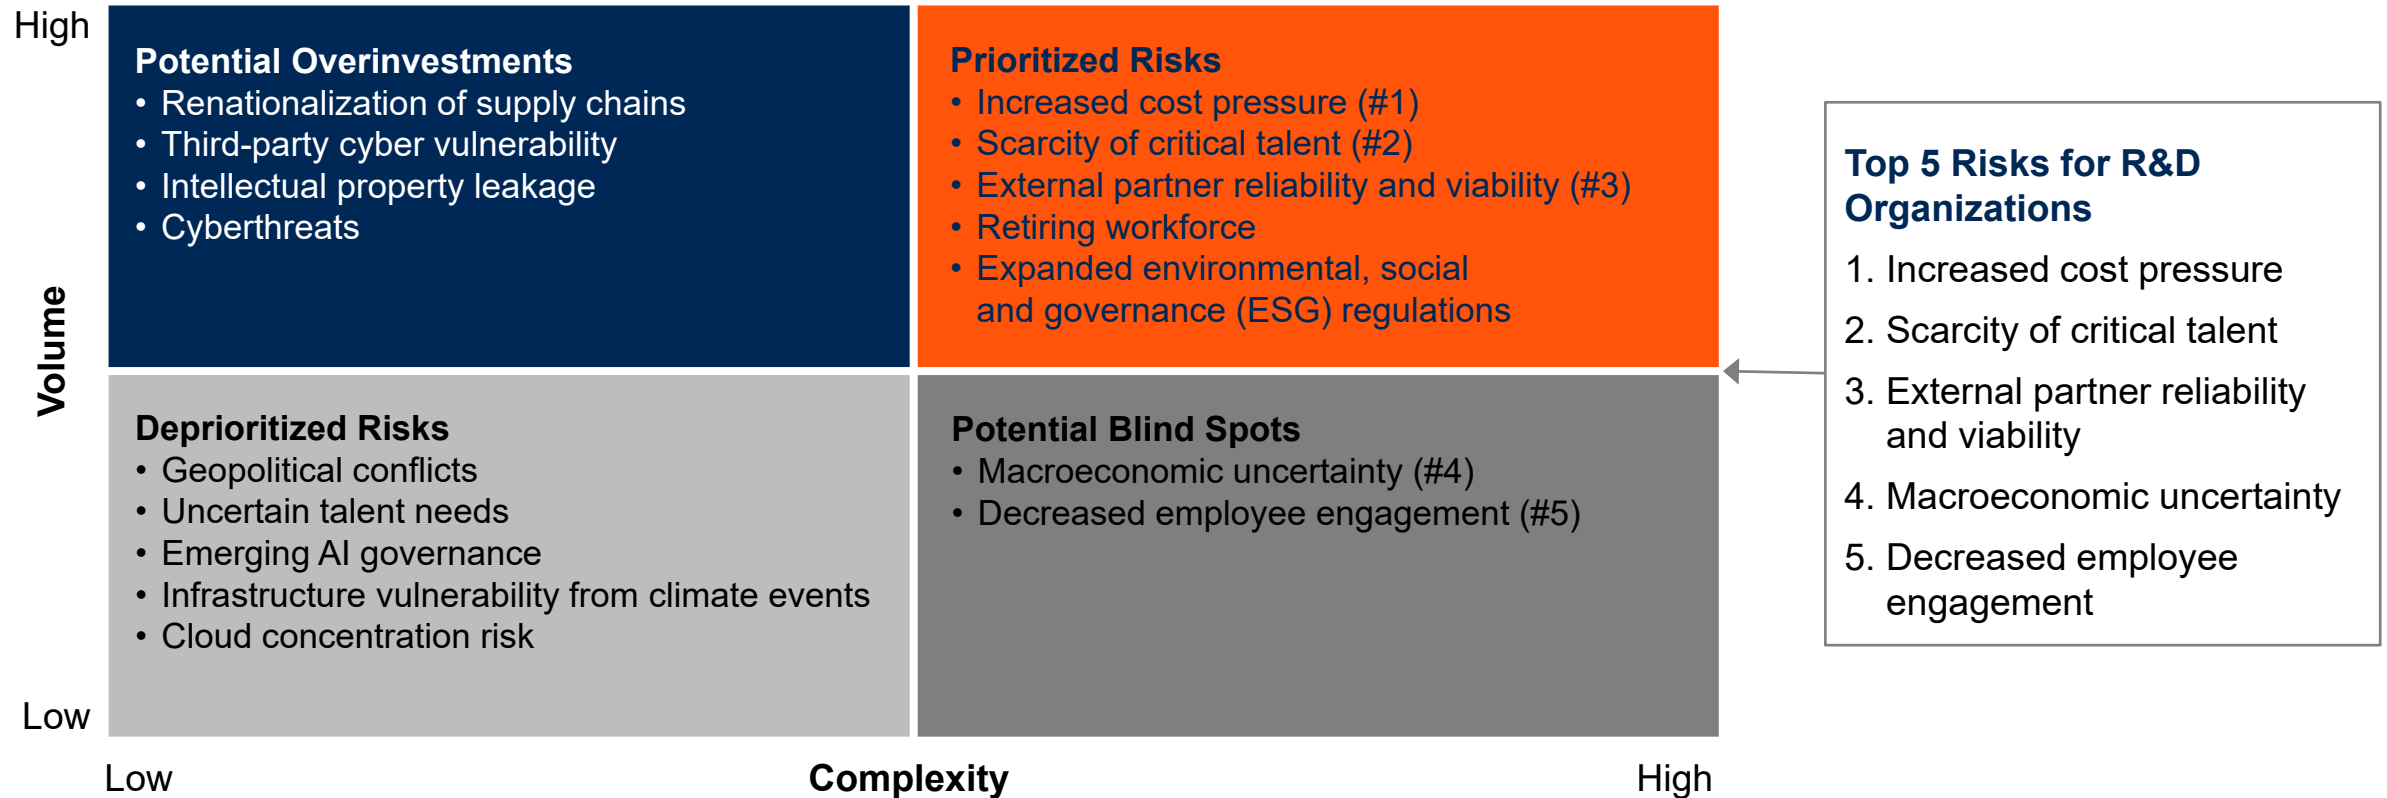 High
Potential Overinvestments
• Renationalization of supply chains
• Third-party cyber vulnerability
• Intellectual property leakage
• Cyberthreats
Prioritized Risks
• Increased cost pressure (#1)
• Scarcity of critical talent (#2)
• External partner reliability and viability (#3)
• Retiring workforce
• Expanded environmental, social
and governance (ESG) regulations
Volume
Deprioritized Risks
• Geopolitical conflicts
• Uncertain talent needs
• Emerging AI governance
• Infrastructure vulnerability from climate events
• Cloud concentration risk
Potential Blind Spots
• Macroeconomic uncertainty (#4)
• Decreased employee engagement (#5)
Low
Low
Complexity
High
Top 5 Risks for R&D
Organizations
1. Increased cost pressure
2. Scarcity of critical talent
3. External partner reliability
and viability
4. Macroeconomic uncertainty
5. Decreased employee
engagement